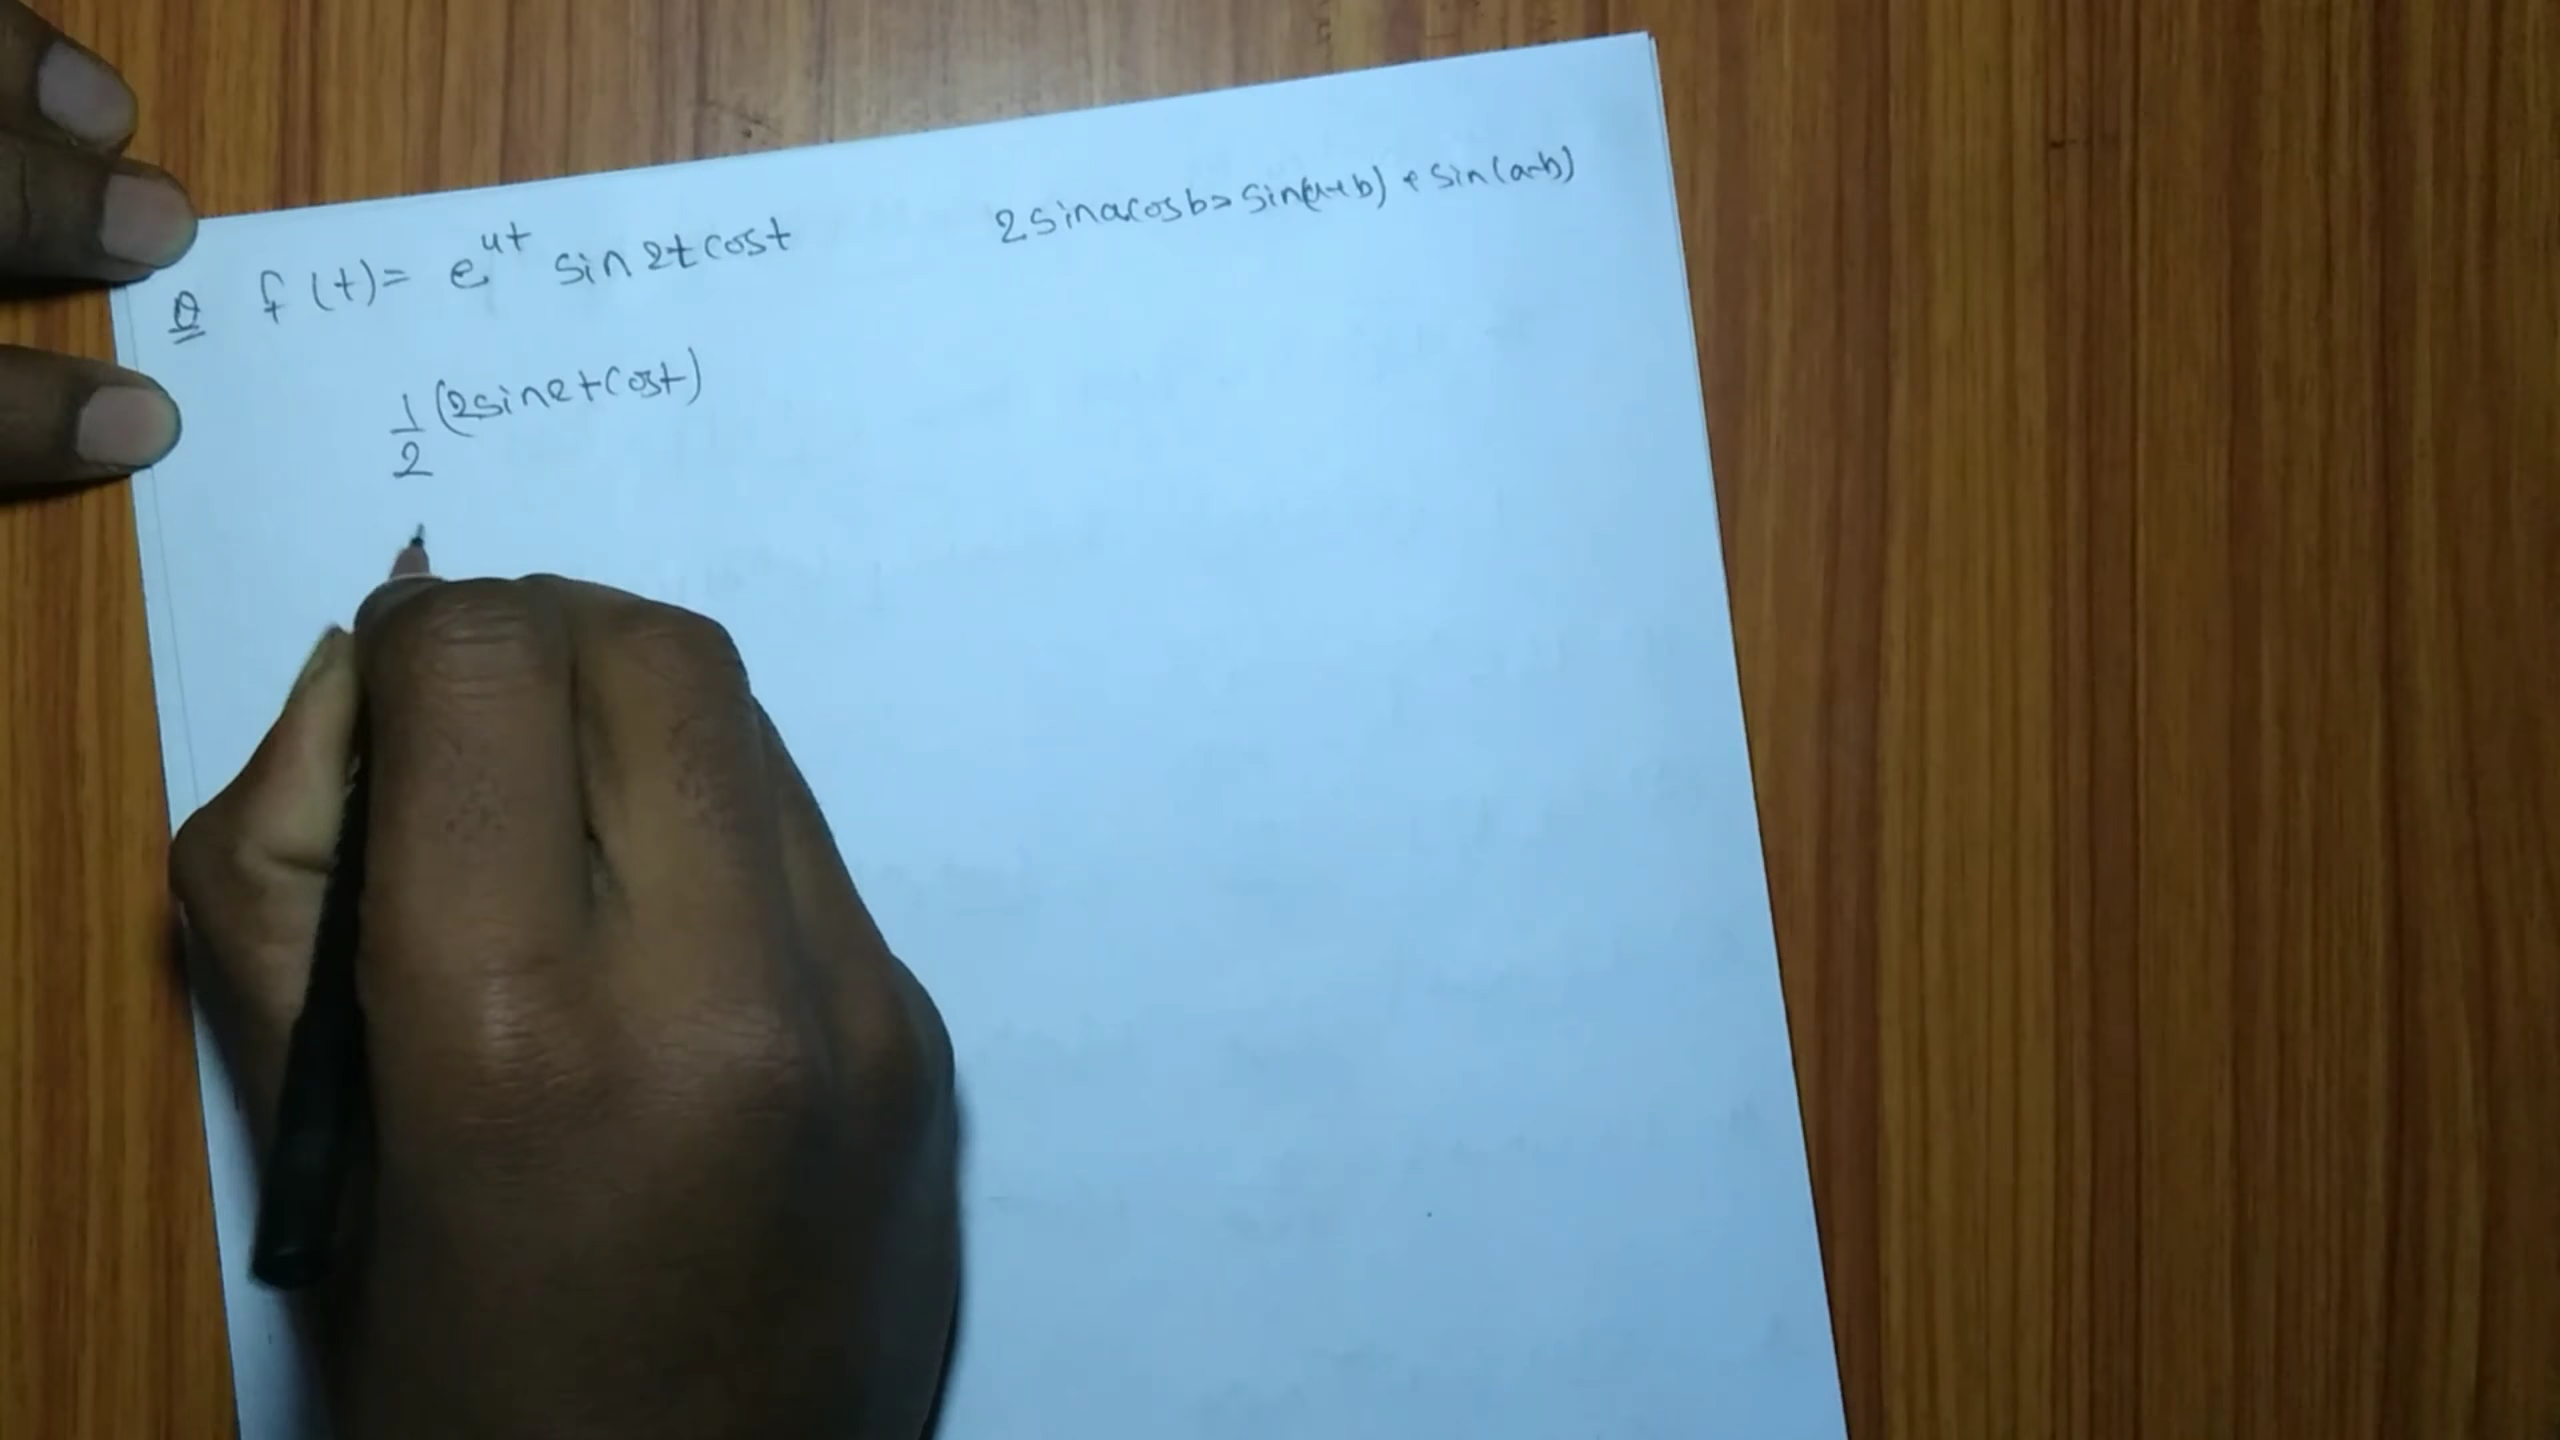 Q f(t)= e^4t sin2tcost
2sinacosb=sin(a+b)+sin(a-b)
1/2 (2sin2tcost)